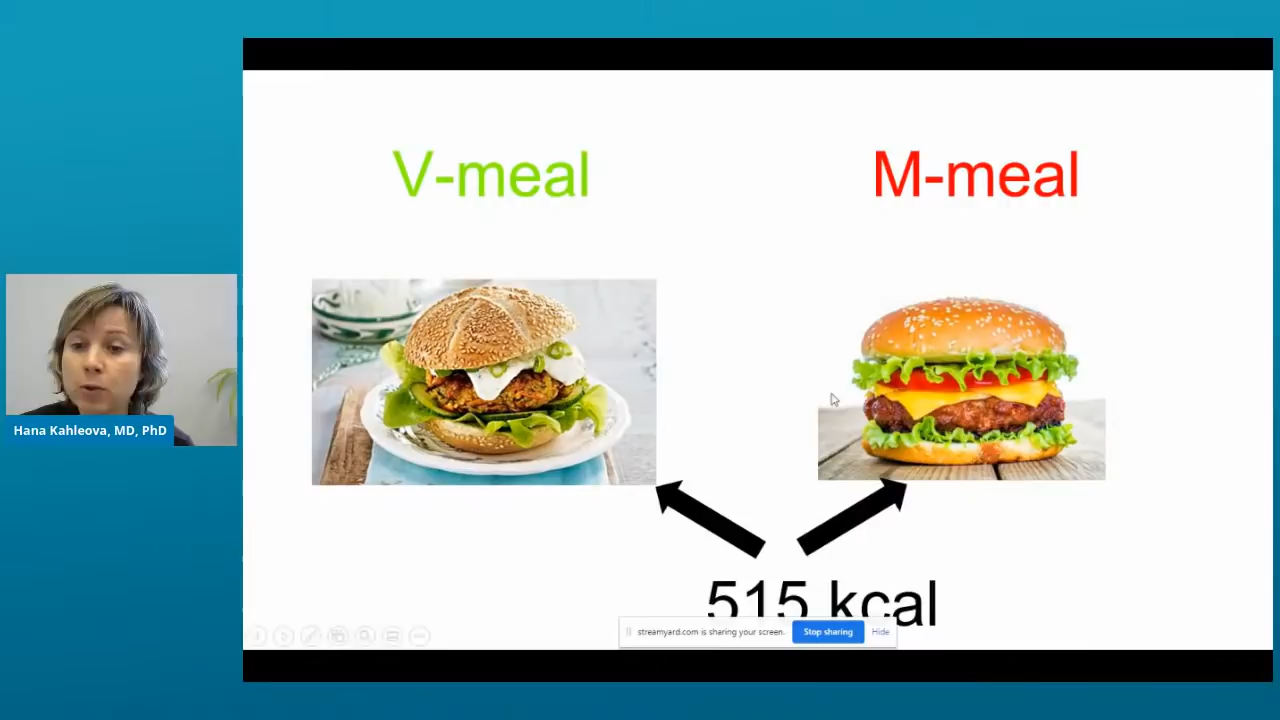 V-meal
M-meal
Hana Kahleova, MD, PhD
515 kcal
streamyard.com is sharing your screen.
Stop sharing
Hide